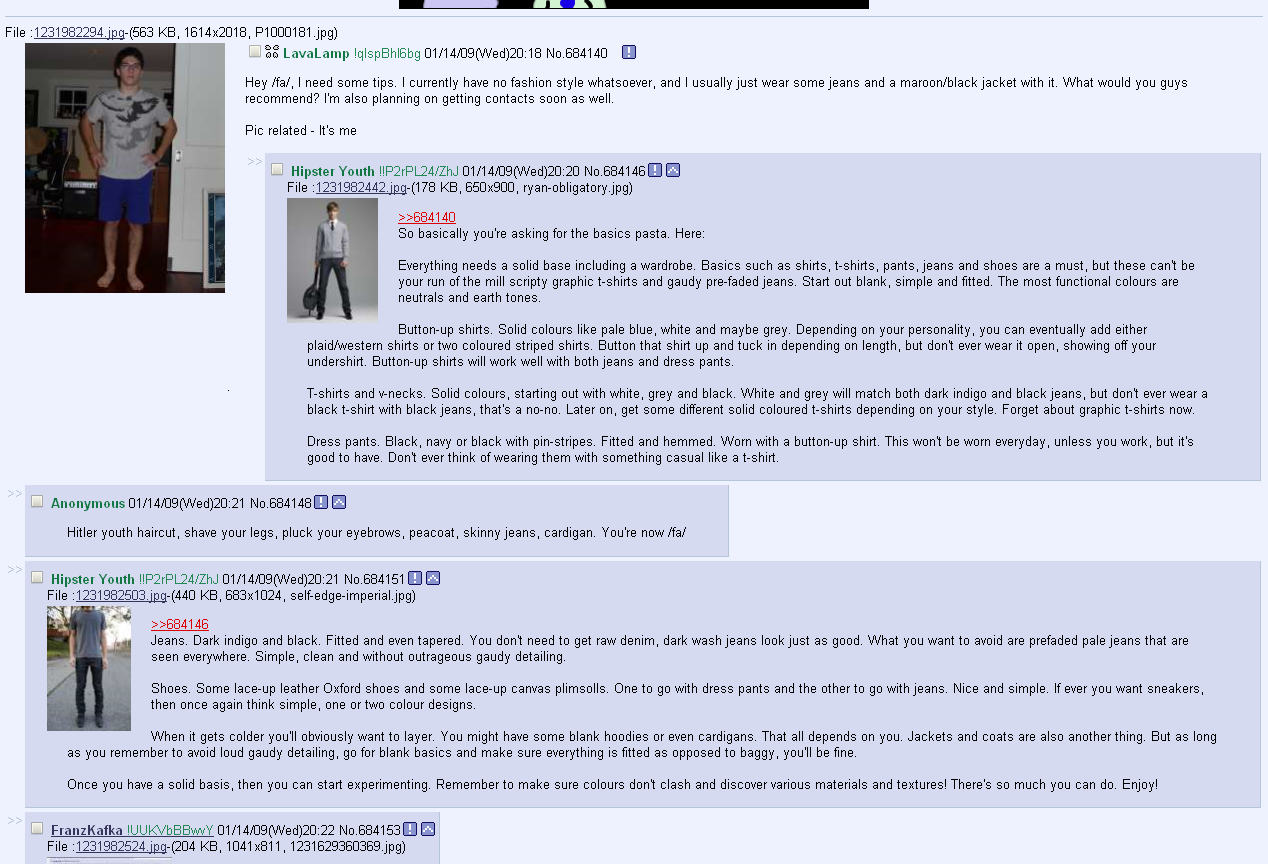 File :1231982294.jpg-(563 KB, 1614x2018, P1000181.jpg)
LavaLamp !qlspBhI6bg 01/14/09(Wed)20:18 No.684140
Hey /fa/, I need some tips. I currently have no fashion style whatsoever, and I usually just wear some jeans and a maroon/black jacket with it. What would you guys
recommend? I'm also planning on getting contacts soon as well.
Pic related - It's me
>>
Hipster Youth !!P2rPL24/ZhJ 01/14/09(Wed)20:20 No.684146
File :1231982442.jpg-(178 KB, 650x900, ryan-obligatory.jpg)
>>684140
So basically you're asking for the basics pasta. Here:
Everything needs a solid base including a wardrobe. Basics such as shirts, t-shirts, pants, jeans and shoes are a must, but these can't be
your run of the mill scripty graphic t-shirts and gaudy pre-faded jeans. Start out blank, simple and fitted. The most functional colours are
neutrals and earth tones.
Button-up shirts. Solid colours like pale blue, white and maybe grey. Depending on your personality, you can eventually add either
plaid/western shirts or two coloured striped shirts. Button that shirt up and tuck in depending on length, but don't ever wear it open, showing off your
undershirt. Button-up shirts will work well with both jeans and dress pants.
T-shirts and v-necks. Solid colours, starting out with white, grey and black. White and grey will match both dark indigo and black jeans, but don't ever wear a
black t-shirt with black jeans, that's a no-no. Later on, get some different solid coloured t-shirts depending on your style. Forget about graphic t-shirts now.
Dress pants. Black, navy or black with pin-stripes. Fitted and hemmed. Worn with a button-up shirt. This won't be worn everyday, unless you work, but it's
good to have. Don't ever think of wearing them with something casual like a t-shirt.
>>
Anonymous 01/14/09(Wed)20:21 No.684148
Hitler youth haircut, shave your legs, pluck your eyebrows, peacoat, skinny jeans, cardigan. You're now /fa/
>>
Hipster Youth !!P2rPL24/ZhJ 01/14/09(Wed)20:21 No.684151
File :1231982503.jpg-(440 KB, 683x1024, self-edge-imperial.jpg)
>>684146
Jeans. Dark indigo and black. Fitted and even tapered. You don't need to get raw denim, dark wash jeans look just as good. What you want to avoid are prefaded pale jeans that are
seen everywhere. Simple, clean and without outrageous gaudy detailing.
Shoes. Some lace-up leather Oxford shoes and some lace-up canvas plimsolls. One to go with dress pants and the other to go with jeans. Nice and simple. If ever you want sneakers,
then once again think simple, one or two colour designs.
When it gets colder you'll obviously want to layer. You might have some blank hoodies or even cardigans. That all depends on you. Jackets and coats are also another thing. But as long
as you remember to avoid loud gaudy detailing, go for blank basics and make sure everything is fitted as opposed to baggy, you'll be fine.
Once you have a solid basis, then you can start experimenting. Remember to make sure colours don't clash and discover various materials and textures! There's so much you can do. Enjoy!
>>
FranzKafka !UUKVbBBwvY 01/14/09(Wed)20:22 No.684153
File :1231982524.jpg-(204 KB, 1041x811, 1231629360369.jpg)